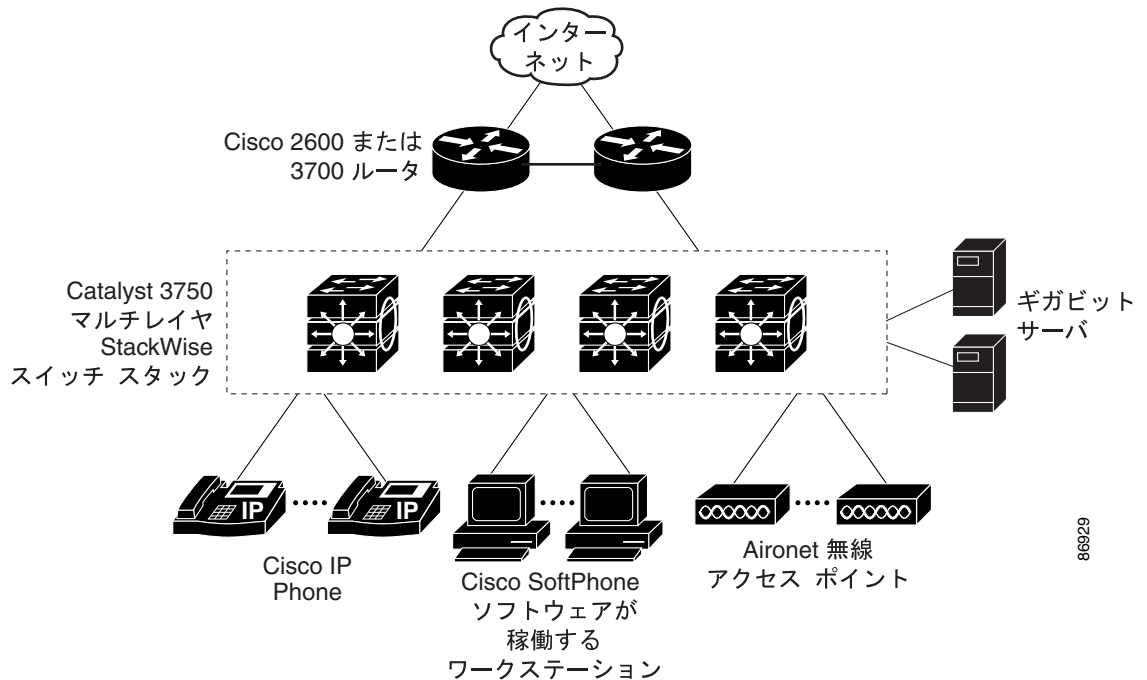 インター
ネット
Cisco 2600 または
3700 ルータ
Catalyst 3750
マルチレイヤ
StackWise
スイッチ スタック
ギガビット
サーバ
IP
IP
Cisco IP
Phone
Cisco SoftPhone
ソフトウェアが
稼働する
ワークステーション
Aironet 無線
アクセス ポイント
86929